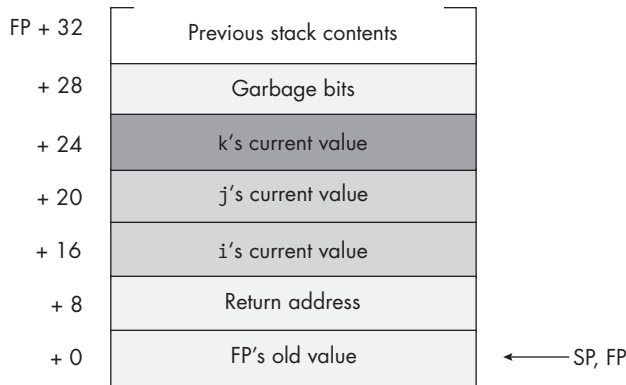 FP + 32 Previous stack contents
+ 28 Garbage bits
+ 24 k's current value
+ 20 j's current value
+ 16 i's current value
+ 8 Return address
+ 0 FP's old value SP, FP